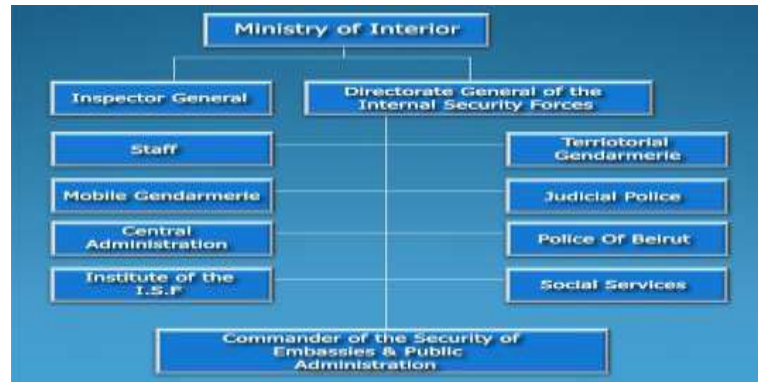 Ministry of Interior
Inspector General
Directorate General of the
Internal Security Forces
Staff
Terriotorial
Gendarmerie
Mobile Gendarmerie
Judicial Police
Central
Administration
Police Of Beirut
Institute of the
I.S.F
Social Services
Commander of the Security of
Embassies & Public
Administration